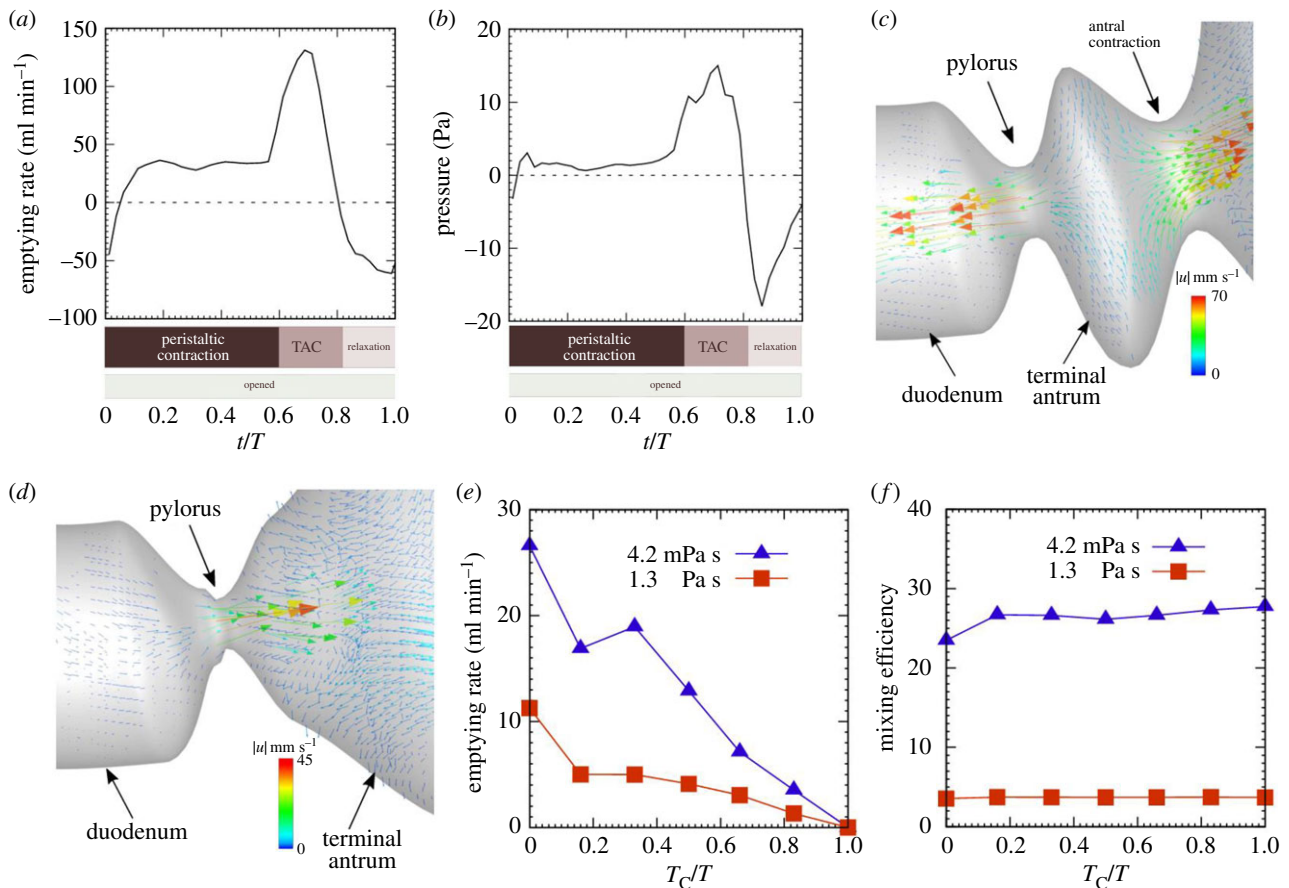 (a)
150
100
50
0
–50
–100
emptying rate (ml min⁻¹)
peristaltic
contraction
TAC
relaxation
opened
0 0.2 0.4 0.6 0.8 1.0
t/T
(b)
20
10
0
–10
–20
pressure (Pa)
peristaltic
contraction
TAC
relaxation
opened
0 0.2 0.4 0.6 0.8 1.0
t/T
(c)
antral
contraction
pylorus
|u| mm s⁻¹
70
0
duodenum
terminal
antrum
(d)
pylorus
|u| mm s⁻¹
45
0
duodenum
terminal
antrum
(e)
30
20
10
0
emptying rate (ml min⁻¹)
4.2 mPa s
1.3 Pa s
0 0.2 0.4 0.6 0.8 1.0
T_C/T
(f)
40
30
20
10
0
mixing efficiency
4.2 mPa s
1.3 Pa s
0 0.2 0.4 0.6 0.8 1.0
T_C/T